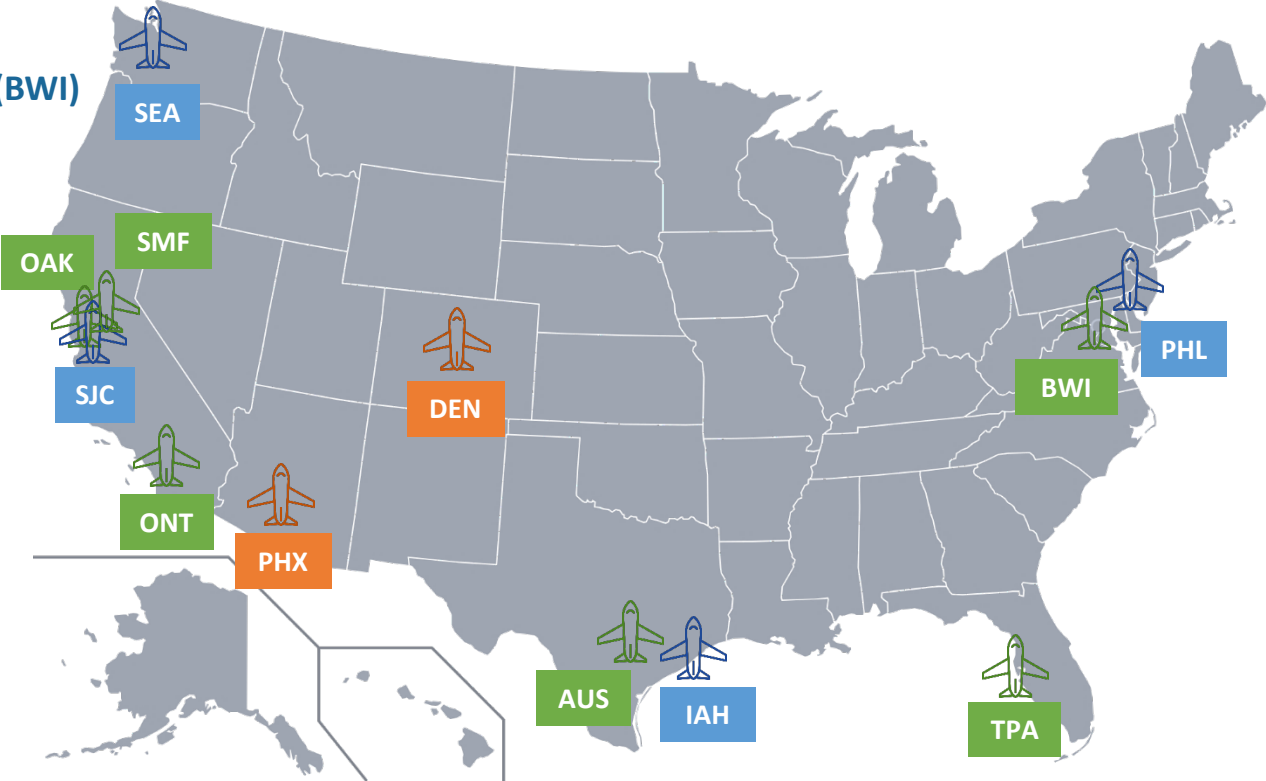 (BWI)
SEA
SMF
OAK
PHL
BWI
SJC
DEN
ONT
PHX
AUS
IAH
TPA